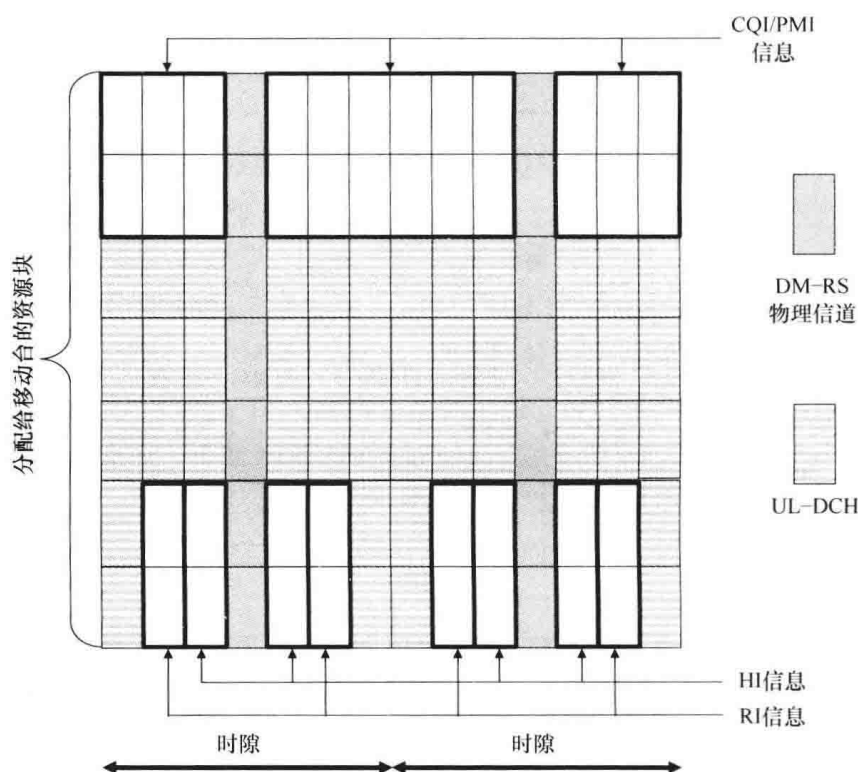 CQI/PMI
信息
分配给移动台的资源块
DM-RS
物理信道
UL-DCH
HI信息
RI信息
时隙
时隙